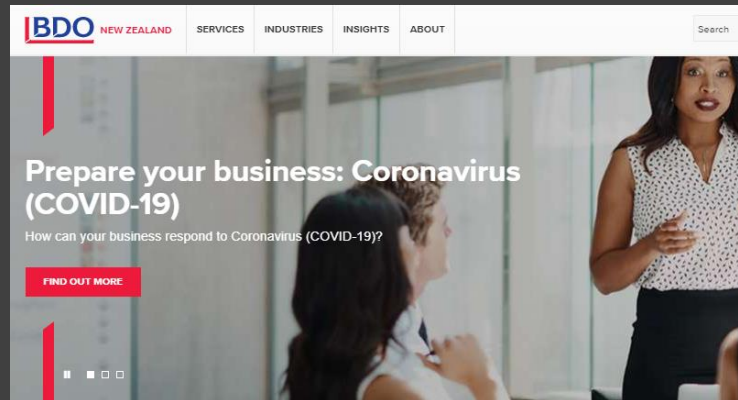 BDO NEW ZEALAND SERVICES INDUSTRIES INSIGHTS ABOUT Search
Prepare your business: Coronavirus
(COVID-19)
How can your business respond to Coronavirus (COVID-19)?
FIND OUT MORE